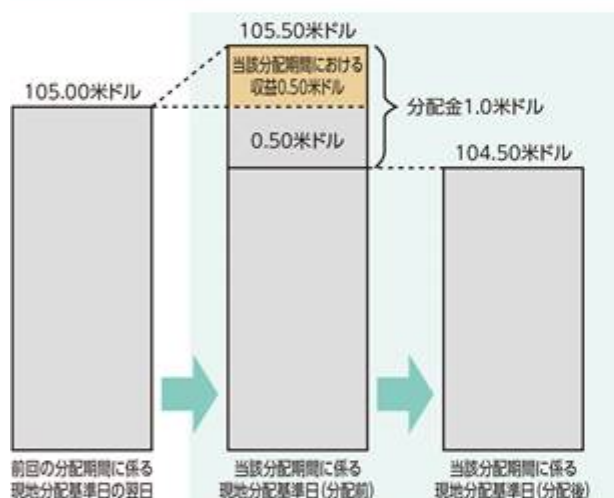 105.50米ドル
当該分配期間における
収益0.50米ドル
105.00米ドル
分配金1.0米ドル
0.50米ドル
104.50米ドル
前回の分配期間に係る
現地分配基準日の翌日
当該分配期間に係る
現地分配基準日(分配前)
当該分配期間に係る
現地分配基準日(分配後)